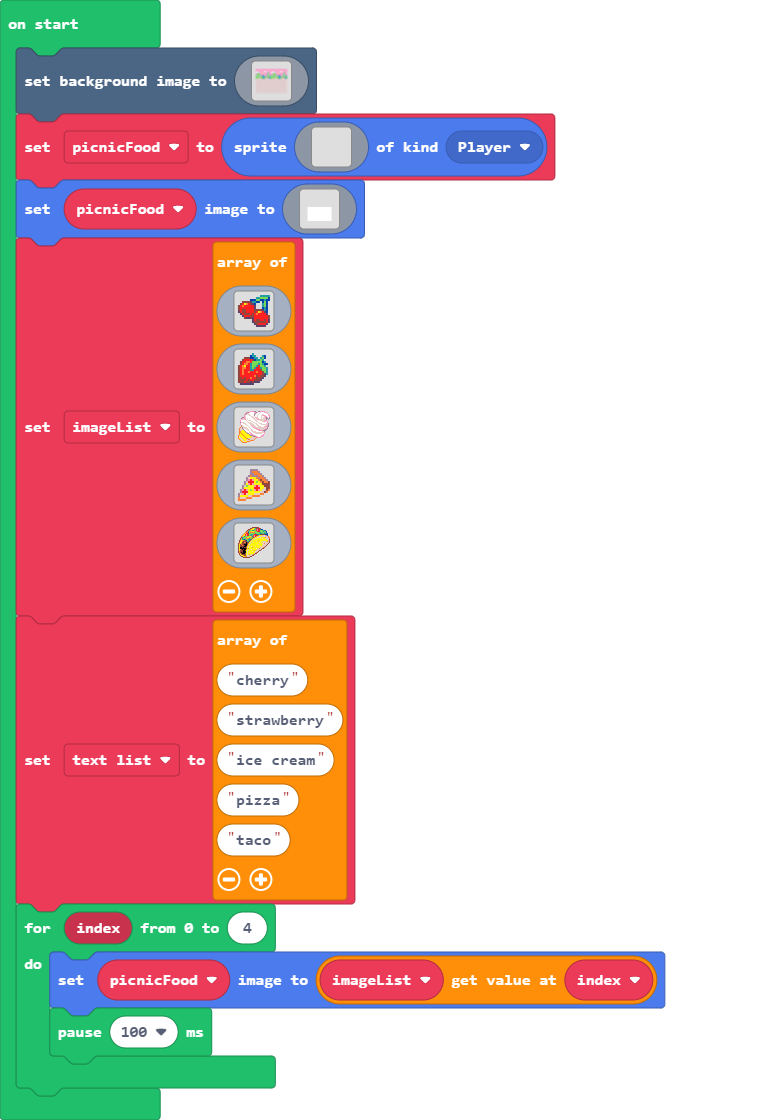 on start
set background image to
set picnicFood to sprite of kind Player
set picnicFood image to
array of
set imageList to
array of
"cherry"
"strawberry"
set text list to "ice cream"
"pizza"
"taco"
for index from 0 to 4
do
set picnicFood image to imageList get value at index
pause 100 ms